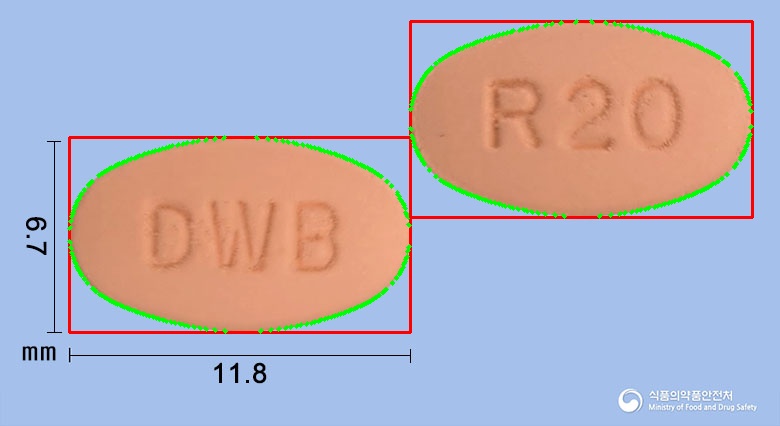 R20
DWB
6.7
mm
11.8
식품의약품안전처
Ministry of Food and Drug Safety